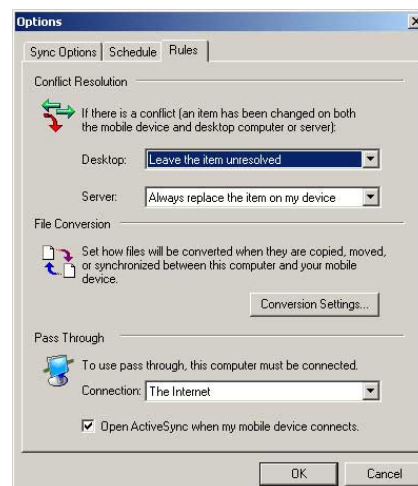 Options
Sync Options Schedule Rules
Conflict Resolution
If there is a conflict (an item has been changed on both
the mobile device and desktop computer or server):
Desktop: Leave the item unresolved
Server: Always replace the item on my device
File Conversion
Set how files will be converted when they are copied, moved,
or synchronized between this computer and your mobile
device.
Conversion Settings...
Pass Through
To use pass through, this computer must be connected.
Connection: The Internet
Open ActiveSync when my mobile device connects.
OK Cancel